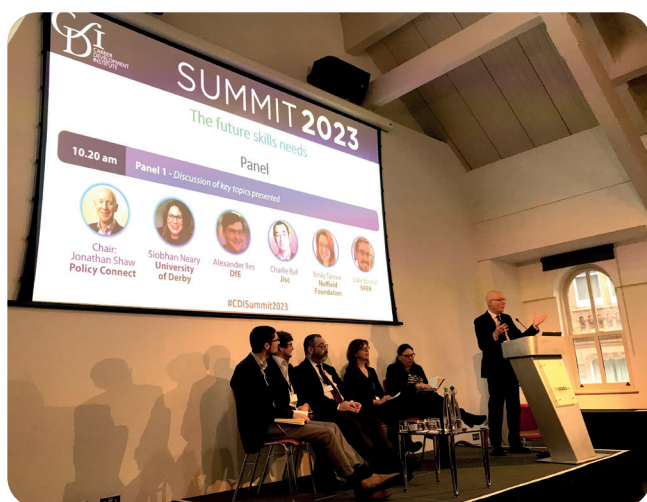 CDI
CAREER
DEVELOPMENT
INSTITUTE
SUMMIT 2023
The future skills needs
Panel
10.20 am
Panel 1 - Discussion of key topics presented
Chair:
Jonathan Shaw
Policy Connect
Siobhan Neary
University
of Derby
Alexander Iles
DfE
Charlie Ball
Jisc
Emily Tanner
Nuffield
Foundation
NFER
#CDISummit2023